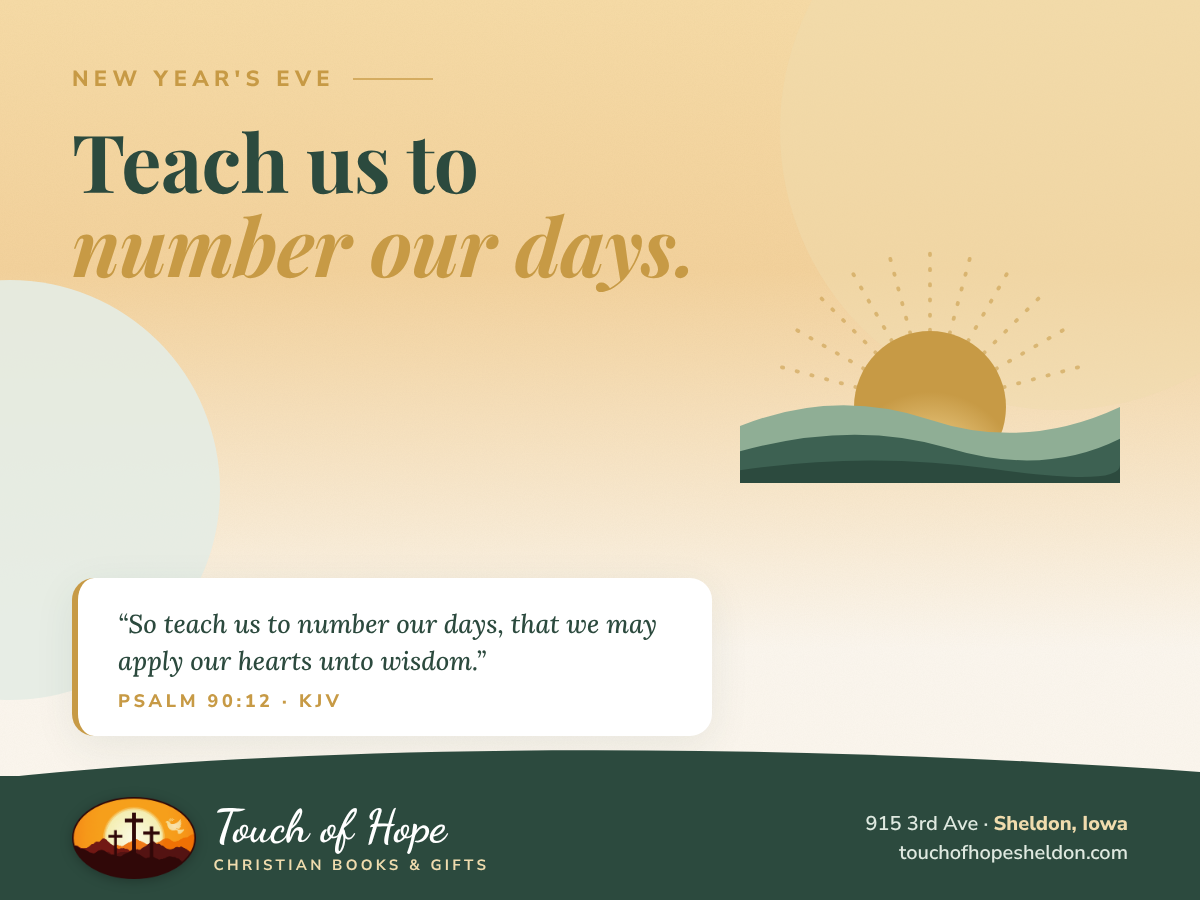 NEW YEAR'S EVE
Teach us to
number our days.
“So teach us to number our days, that we may
apply our hearts unto wisdom.”
PSALM 90:12 · KJV
Touch of Hope
CHRISTIAN BOOKS & GIFTS
915 3rd Ave · Sheldon, Iowa
touchofhopesheldon.com